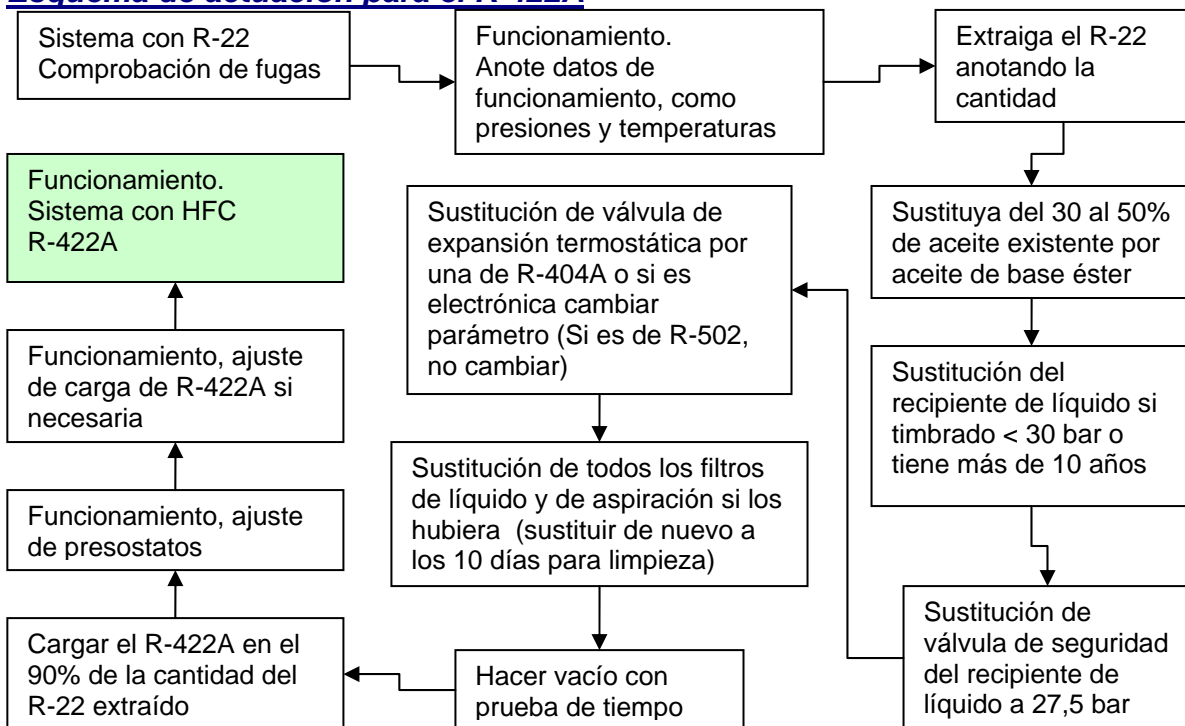 Esquema de actuación para el R-422A
Sistema con R-22
Comprobación de fugas
Funcionamiento.
Anote datos de
funcionamiento, como
presiones y temperaturas
Extraiga el R-22
anotando la
cantidad
Sustituya del 30 al 50%
de aceite existente por
aceite de base éster
Sustitución del
recipiente de líquido si
timbrado < 30 bar o
tiene más de 10 años
Sustitución de
válvula de seguridad
del recipiente de
líquido a 27,5 bar
Sustitución de válvula de
expansión termostática por
una de R-404A o si es
electrónica cambiar
parámetro (Si es de R-502,
no cambiar)
Sustitución de todos los filtros
de líquido y de aspiración si los
hubiera (sustituir de nuevo a
los 10 días para limpieza)
Hacer vacío con
prueba de tiempo
Cargar el R-422A en el
90% de la cantidad del
R-22 extraído
Funcionamiento, ajuste
de presostatos
Funcionamiento, ajuste
de carga de R-422A si
necesaria
Funcionamiento.
Sistema con HFC
R-422A